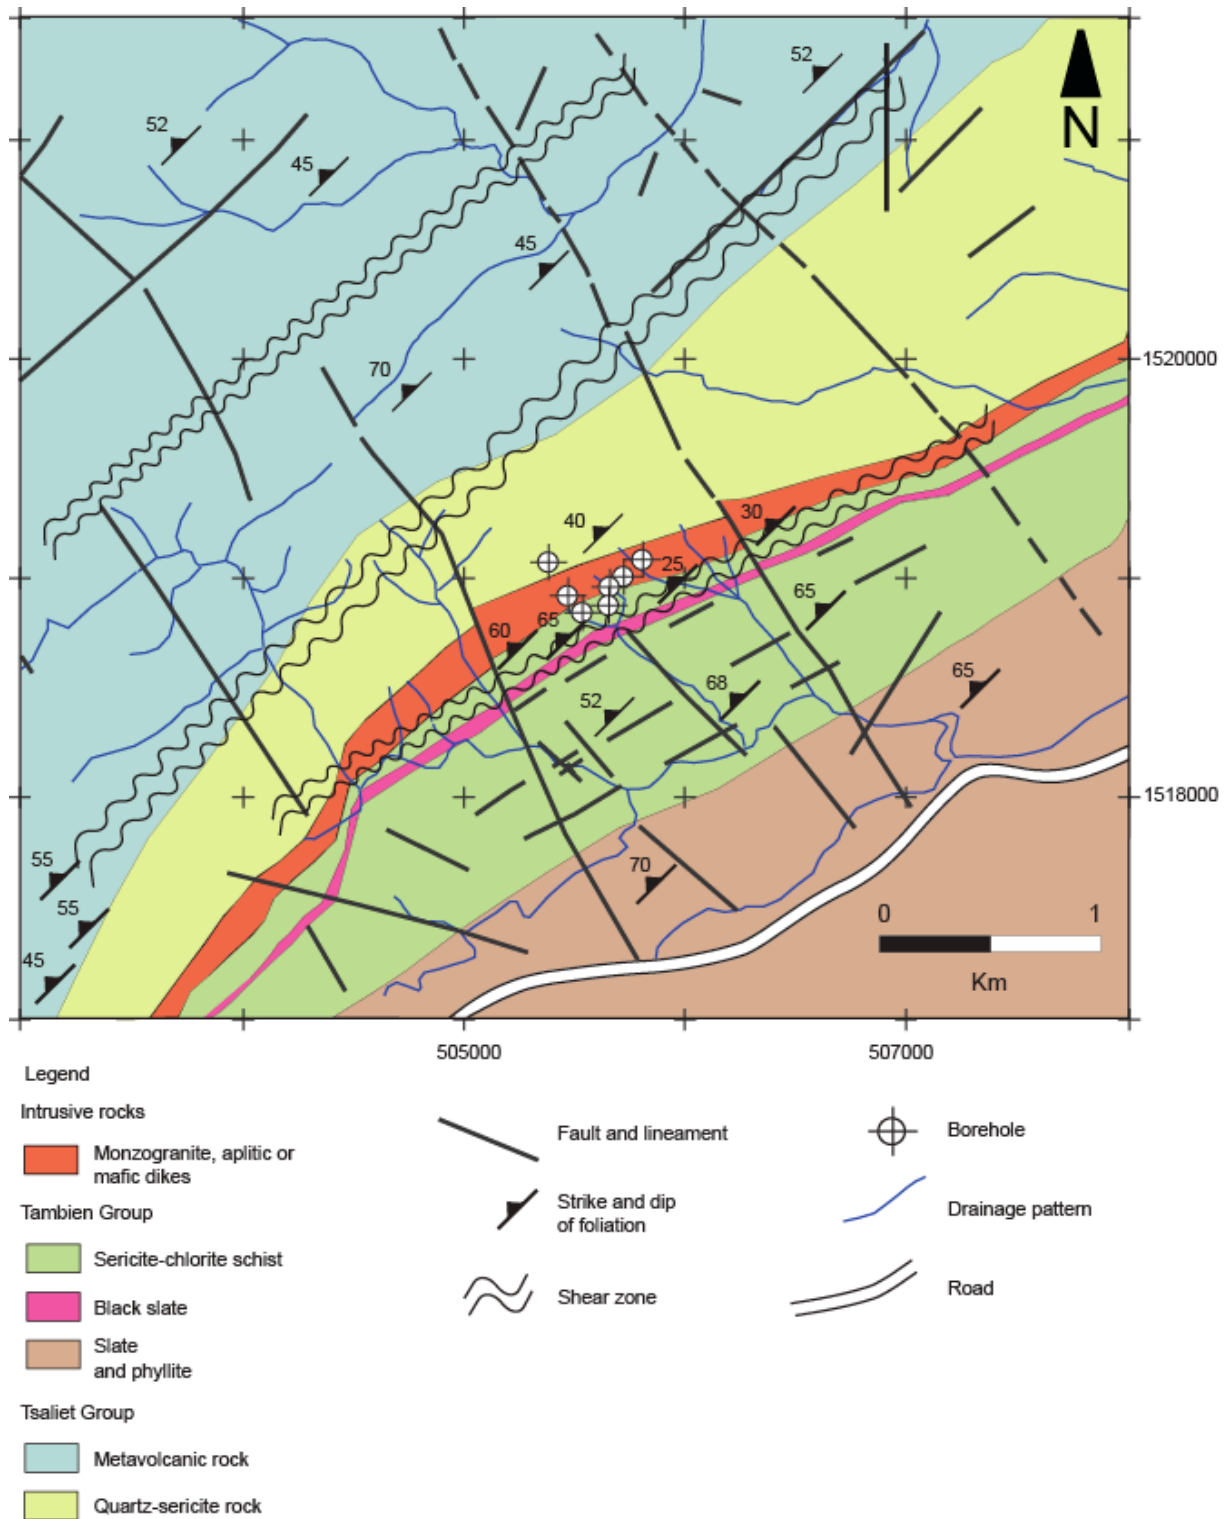 52
52
N
45
45
1520000
70
40
30
25
65
60
65
65
68
52
1518000
55
70
55
0 1
45
Km
505000 507000
Legend
Intrusive rocks
Monzogranite, aplitic or
mafic dikes
Tambien Group
Sericite-chlorite schist
Black slate
Slate
and phyllite
Tsaliet Group
Metavolcanic rock
Quartz-sericite rock
Fault and lineament
Strike and dip
of foliation
Shear zone
Borehole
Drainage pattern
Road